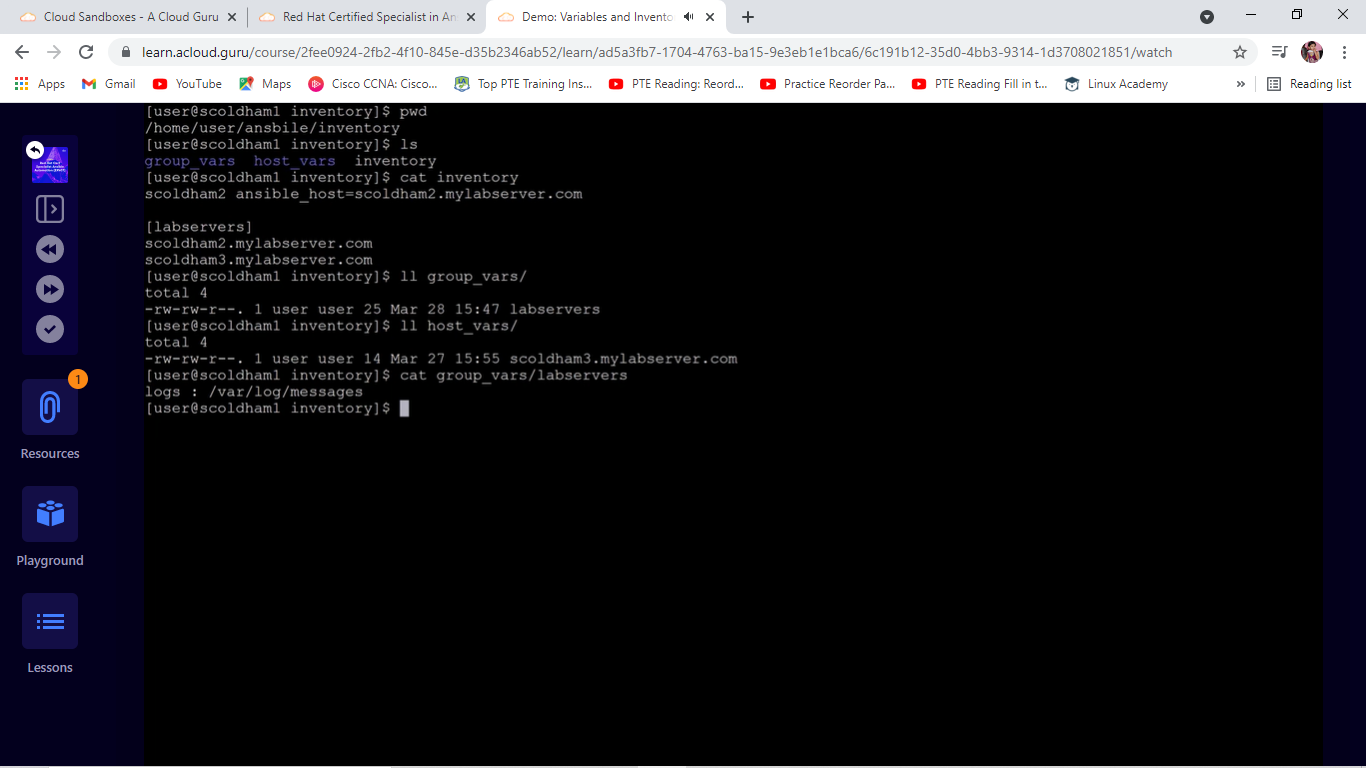 Cloud Sandboxes - A Cloud Guru
Red Hat Certified Specialist in An
Demo: Variables and Invento
learn.acloud.guru/course/2fee0924-2fb2-4f10-845e-d35b2346ab52/learn/ad5a3fb7-1704-4763-ba15-9e3eb1e1bca6/6c191b12-35d0-4bb3-9314-1d3708021851/watch
Apps Gmail YouTube Maps Cisco CCNA: Cisco... Top PTE Training Ins... PTE Reading: Reord... Practice Reorder Pa... PTE Reading Fill in t... Linux Academy » Reading list
[user@scoldham1 inventory]$ pwd
/home/user/ansbile/inventory
[user@scoldham1 inventory]$ ls
group_vars host_vars inventory
[user@scoldham1 inventory]$ cat inventory
scoldham2 ansible_host=scoldham2.mylabserver.com
[labservers]
scoldham2.mylabserver.com
scoldham3.mylabserver.com
[user@scoldham1 inventory]$ ll group_vars/
total 4
-rw-rw-r--. 1 user user 25 Mar 28 15:47 labservers
[user@scoldham1 inventory]$ ll host_vars/
total 4
-rw-rw-r--. 1 user user 14 Mar 27 15:55 scoldham3.mylabserver.com
[user@scoldham1 inventory]$ cat group_vars/labservers
logs : /var/log/messages
[user@scoldham1 inventory]$
1
Resources
Playground
Lessons